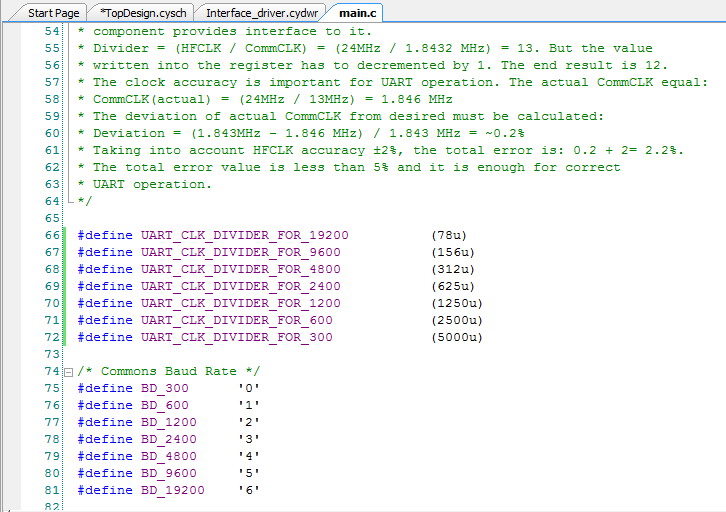 Start Page *TopDesign.cysch Interface_driver.cydwr main.c
54 * component provides interface to it.
55 * Divider = (HFCLK / CommCLK) = (24MHz / 1.8432 MHz) = 13. But the value
56 * written into the register has to decremented by 1. The end result is 12.
57 * The clock accuracy is important for UART operation. The actual CommCLK equal:
58 * CommCLK(actual) = (24MHz / 13MHz) = 1.846 MHz
59 * The deviation of actual CommCLK from desired must be calculated:
60 * Deviation = (1.843MHz - 1.846 MHz) / 1.843 MHz = ~0.2%
61 * Taking into account HFCLK accuracy ±2%, the total error is: 0.2 + 2= 2.2%.
62 * The total error value is less than 5% and it is enough for correct
63 * UART operation.
64 */
65
66 #define UART_CLK_DIVIDER_FOR_19200 (78u)
67 #define UART_CLK_DIVIDER_FOR_9600 (156u)
68 #define UART_CLK_DIVIDER_FOR_4800 (312u)
69 #define UART_CLK_DIVIDER_FOR_2400 (625u)
70 #define UART_CLK_DIVIDER_FOR_1200 (1250u)
71 #define UART_CLK_DIVIDER_FOR_600 (2500u)
72 #define UART_CLK_DIVIDER_FOR_300 (5000u)
73
74 /* Commons Baud Rate */
75 #define BD_300 '0'
76 #define BD_600 '1'
77 #define BD_1200 '2'
78 #define BD_2400 '3'
79 #define BD_4800 '4'
80 #define BD_9600 '5'
81 #define BD_19200 '6'
82